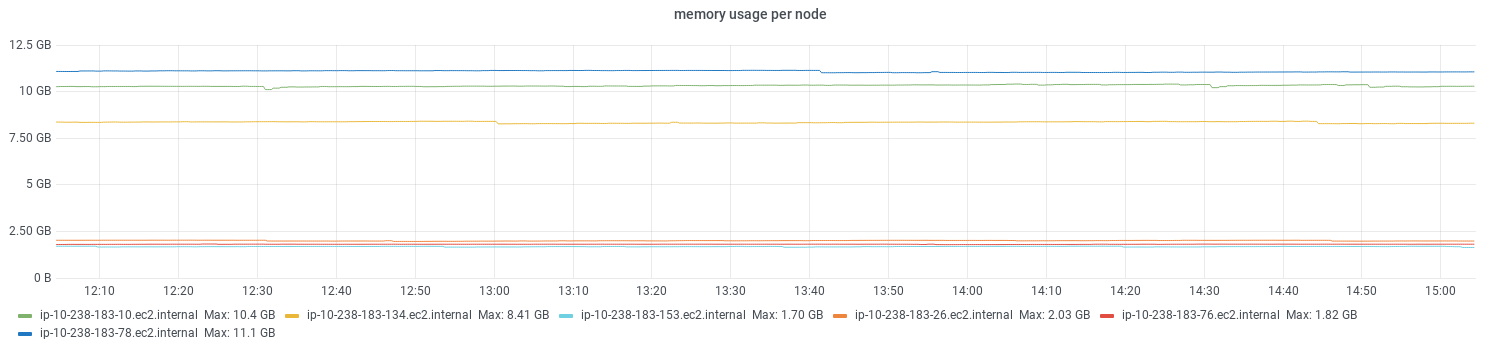 memory usage per node
12.5 GB
10 GB
7.50 GB
5 GB
2.50 GB
0 B
12:10 12:20 12:30 12:40 12:50 13:00 13:10 13:20 13:30 13:40 13:50 14:00 14:10 14:20 14:30 14:40 14:50 15:00
ip-10-238-183-10.ec2.internal Max: 10.4 GB ip-10-238-183-134.ec2.internal Max: 8.41 GB ip-10-238-183-153.ec2.internal Max: 1.70 GB ip-10-238-183-26.ec2.internal Max: 2.03 GB ip-10-238-183-76.ec2.internal Max: 1.82 GB
ip-10-238-183-78.ec2.internal Max: 11.1 GB